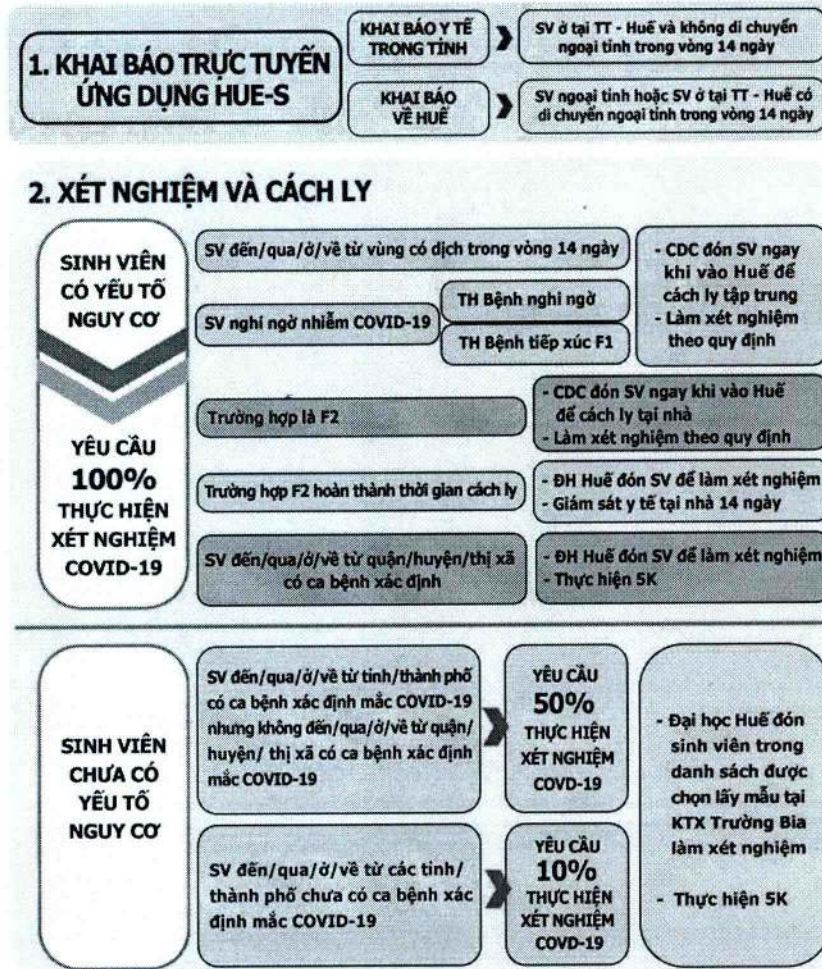 1. KHAI BÁO TRỰC TUYẾN
ỨNG DỤNG HUE-S
KHAI BÁO Y TẾ
TRONG TỈNH
SV ở tại TT - Huế và không di chuyển
ngoại tỉnh trong vòng 14 ngày
KHAI BÁO
VỀ HUẾ
SV ngoại tỉnh hoặc SV ở tại TT - Huế có
di chuyển ngoại tỉnh trong vòng 14 ngày
2. XÉT NGHIỆM VÀ CÁCH LY
SINH VIÊN
CÓ YẾU TỐ
NGUY CƠ
YÊU CẦU
100%
THỰC HIỆN
XÉT NGHIỆM
COVID-19
SV đến/qua/ở/về từ vùng có dịch trong vòng 14 ngày
SV nghi ngờ nhiễm COVID-19
TH Bệnh nghi ngờ
TH Bệnh tiếp xúc F1
- CDC đón SV ngay
khi vào Huế để
cách ly tập trung
- Làm xét nghiệm
theo quy định
Trường hợp là F2
- CDC đón SV ngay khi vào Huế
để cách ly tại nhà
- Làm xét nghiệm theo quy định
Trường hợp F2 hoàn thành thời gian cách ly
- ĐH Huế đón SV để làm xét nghiệm
- Giám sát y tế tại nhà 14 ngày
SV đến/qua/ở/về từ quận/huyện/thị xã
có ca bệnh xác định
- ĐH Huế đón SV để làm xét nghiệm
- Thực hiện 5K
SINH VIÊN
CHƯA CÓ
YẾU TỐ
NGUY CƠ
SV đến/qua/ở/về từ tỉnh/thành phố
có ca bệnh xác định mắc COVID-19
nhưng không đến/qua/ở/về từ quận/
huyện/ thị xã có ca bệnh xác định
mắc COVID-19
YÊU CẦU
50%
THỰC HIỆN
XÉT NGHIỆM
COVD-19
SV đến/qua/ở/về từ các tỉnh/
thành phố chưa có ca bệnh xác
định mắc COVID-19
YÊU CẦU
10%
THỰC HIỆN
XÉT NGHIỆM
COVD-19
- Đại học Huế đón
sinh viên trong
danh sách được
chọn lấy mẫu tại
KTX Trường Bia
làm xét nghiệm
- Thực hiện 5K